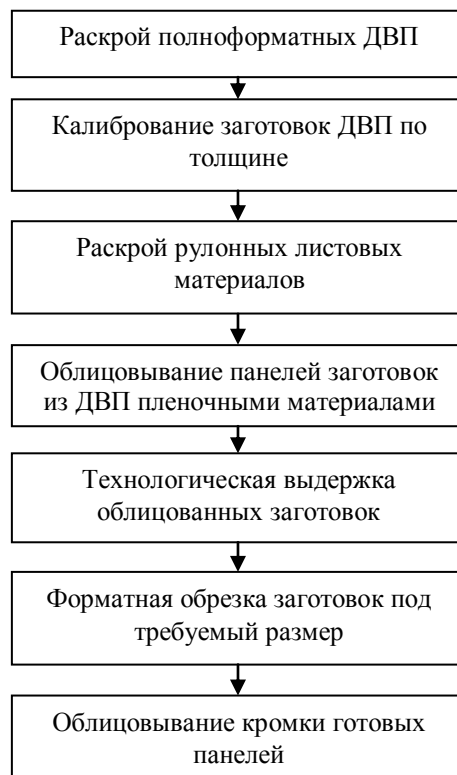 Раскрой полноформатных ДВП
Калибрование заготовок ДВП по
толщине
Раскрой рулонных листовых
материалов
Облицовывание панелей заготовок
из ДВП пленочными материалами
Технологическая выдержка
облицованных заготовок
Форматная обрезка заготовок под
требуемый размер
Облицовывание кромки готовых
панелей